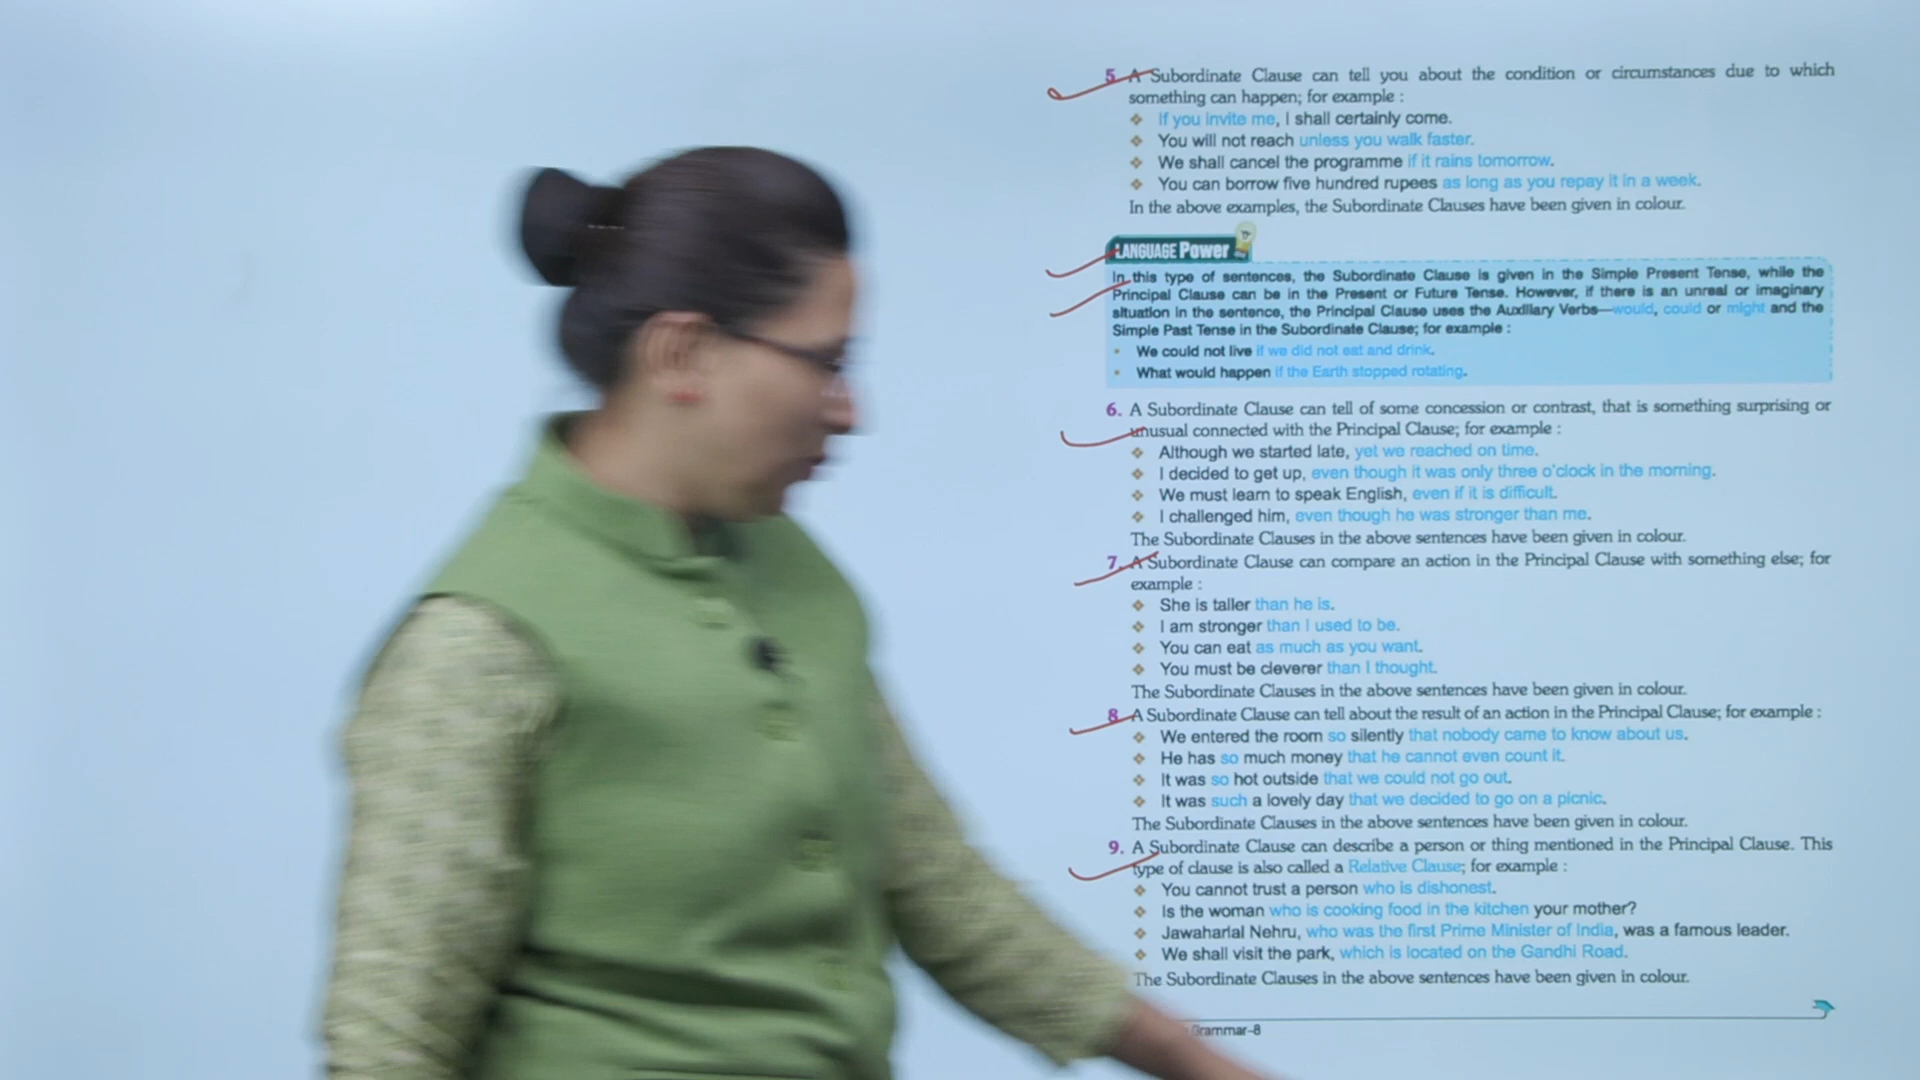 5. A Subordinate Clause can tell you about the condition or circumstances due to which
something can happen; for example :
❖ If you invite me, I shall certainly come.
❖ You will not reach unless you walk faster.
❖ We shall cancel the programme if it rains tomorrow.
❖ You can borrow five hundred rupees as long as you repay it in a week.
In the above examples, the Subordinate Clauses have been given in colour.
LANGUAGE Power
In this type of sentences, the Subordinate Clause is given in the Simple Present Tense, while the
Principal Clause can be in the Present or Future Tense. However, if there is an unreal or imaginary
situation in the sentence, the Principal Clause uses the Auxiliary Verbs—would, could or might and the
Simple Past Tense in the Subordinate Clause; for example :
• We could not live if we did not eat and drink.
• What would happen if the Earth stopped rotating.
6. A Subordinate Clause can tell of some concession or contrast, that is something surprising or
unusual connected with the Principal Clause; for example :
❖ Although we started late, yet we reached on time.
❖ I decided to get up, even though it was only three o'clock in the morning.
❖ We must learn to speak English, even if it is difficult.
❖ I challenged him, even though he was stronger than me.
The Subordinate Clauses in the above sentences have been given in colour.
7. A Subordinate Clause can compare an action in the Principal Clause with something else; for
example :
❖ She is taller than he is.
❖ I am stronger than I used to be.
❖ You can eat as much as you want.
❖ You must be cleverer than I thought.
The Subordinate Clauses in the above sentences have been given in colour.
8. A Subordinate Clause can tell about the result of an action in the Principal Clause; for example :
❖ We entered the room so silently that nobody came to know about us.
❖ He has so much money that he cannot even count it.
❖ It was so hot outside that we could not go out.
❖ It was such a lovely day that we decided to go on a picnic.
The Subordinate Clauses in the above sentences have been given in colour.
9. A Subordinate Clause can describe a person or thing mentioned in the Principal Clause. This
type of clause is also called a Relative Clause; for example :
❖ You cannot trust a person who is dishonest.
❖ Is the woman who is cooking food in the kitchen your mother?
❖ Jawaharlal Nehru, who was the first Prime Minister of India, was a famous leader.
❖ We shall visit the park, which is located on the Gandhi Road.
The Subordinate Clauses in the above sentences have been given in colour.
Grammar–8